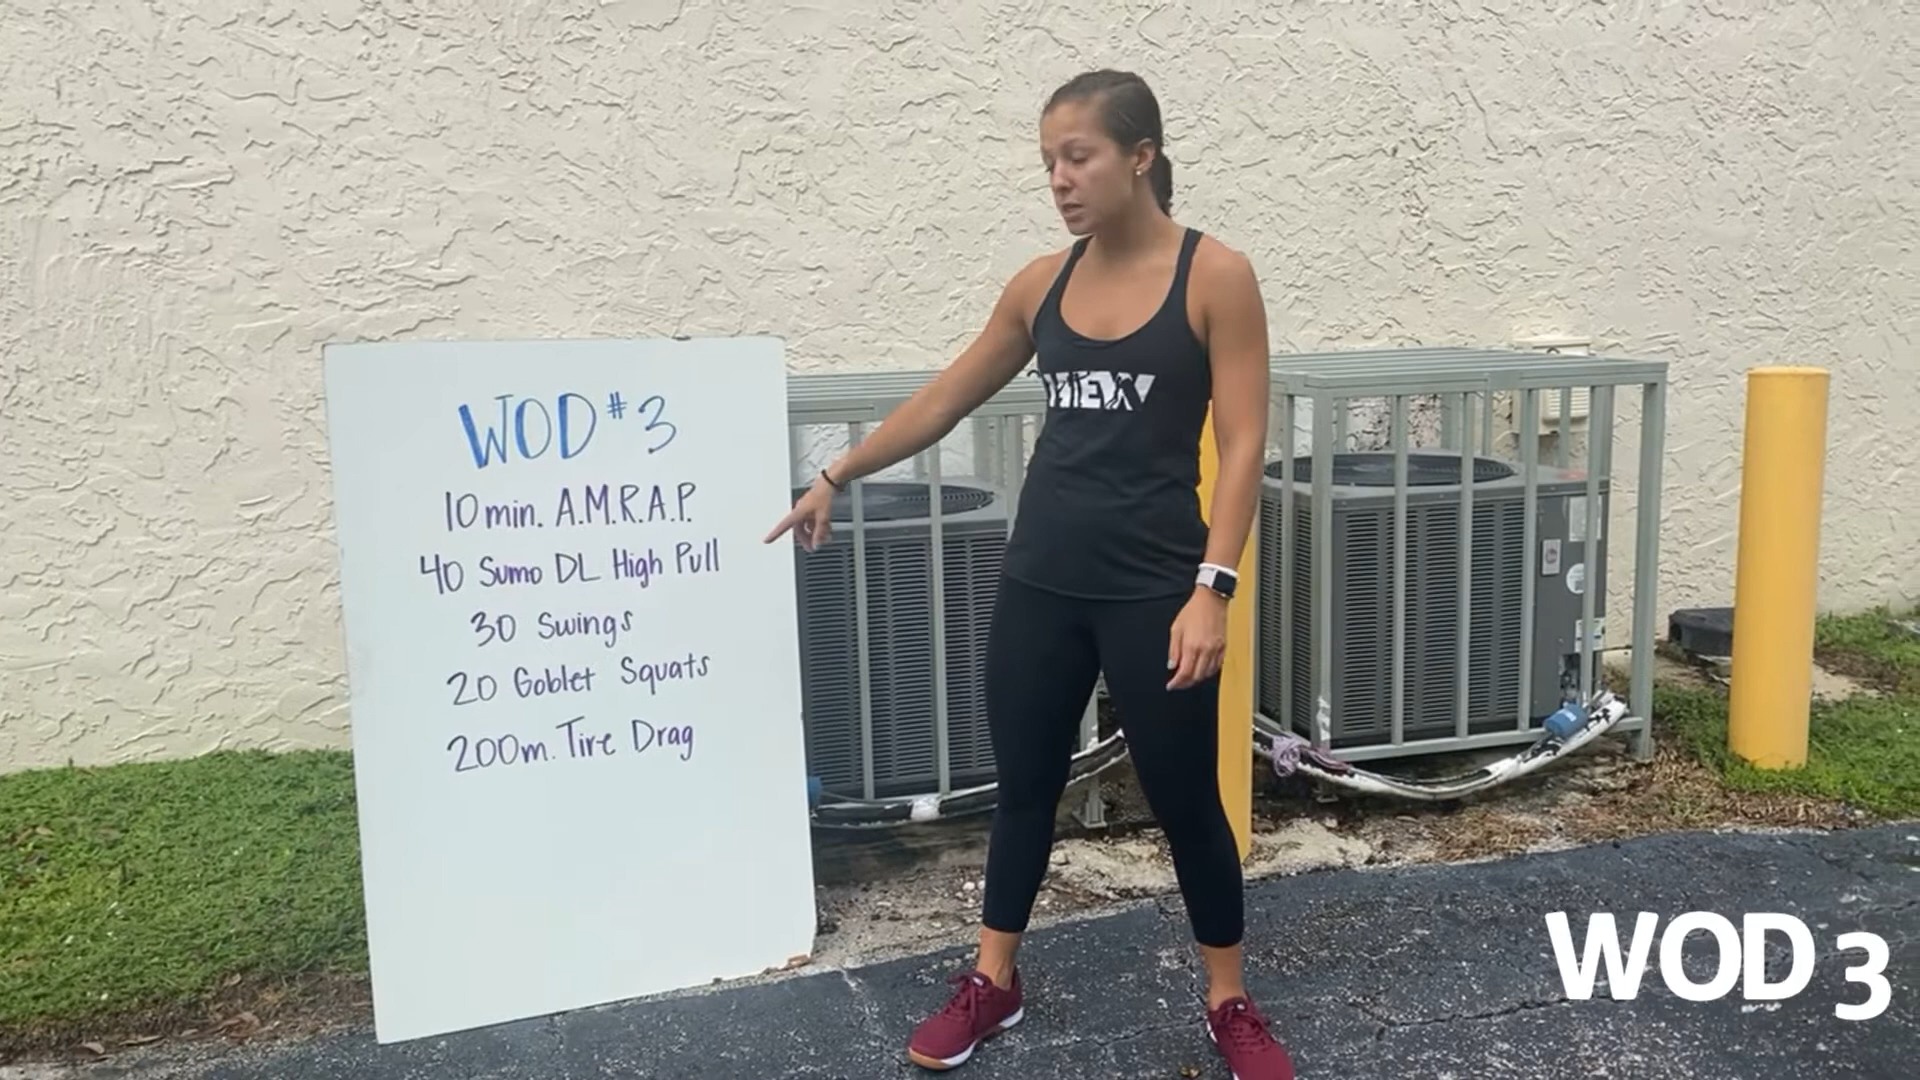 WOD #3
10 min. A.M.R.A.P.
40 Sumo DL High Pull
30 Swings
20 Goblet Squats
200m. Tire Drag
WOD 3